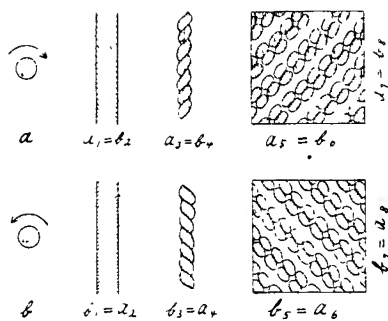 a
a₁ = b₂
a₃ = b₄
a₅ = b₆
a₇ = b₈
b
b₁ = a₂
b₃ = a₄
b₅ = a₆
b₇ = a₈